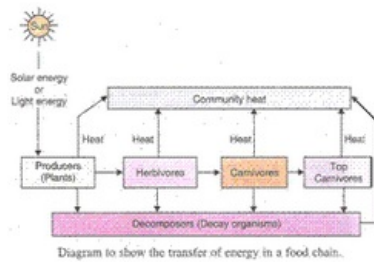 Sun
Solar energy
or
Light energy
Community heat
Heat
Heat
Heat
Heat
Producers
(Plants)
Herbivores
Carnivores
Top
Carnivores
Decomposers (Decay organisms)
Diagram to show the transfer of energy in a food chain.